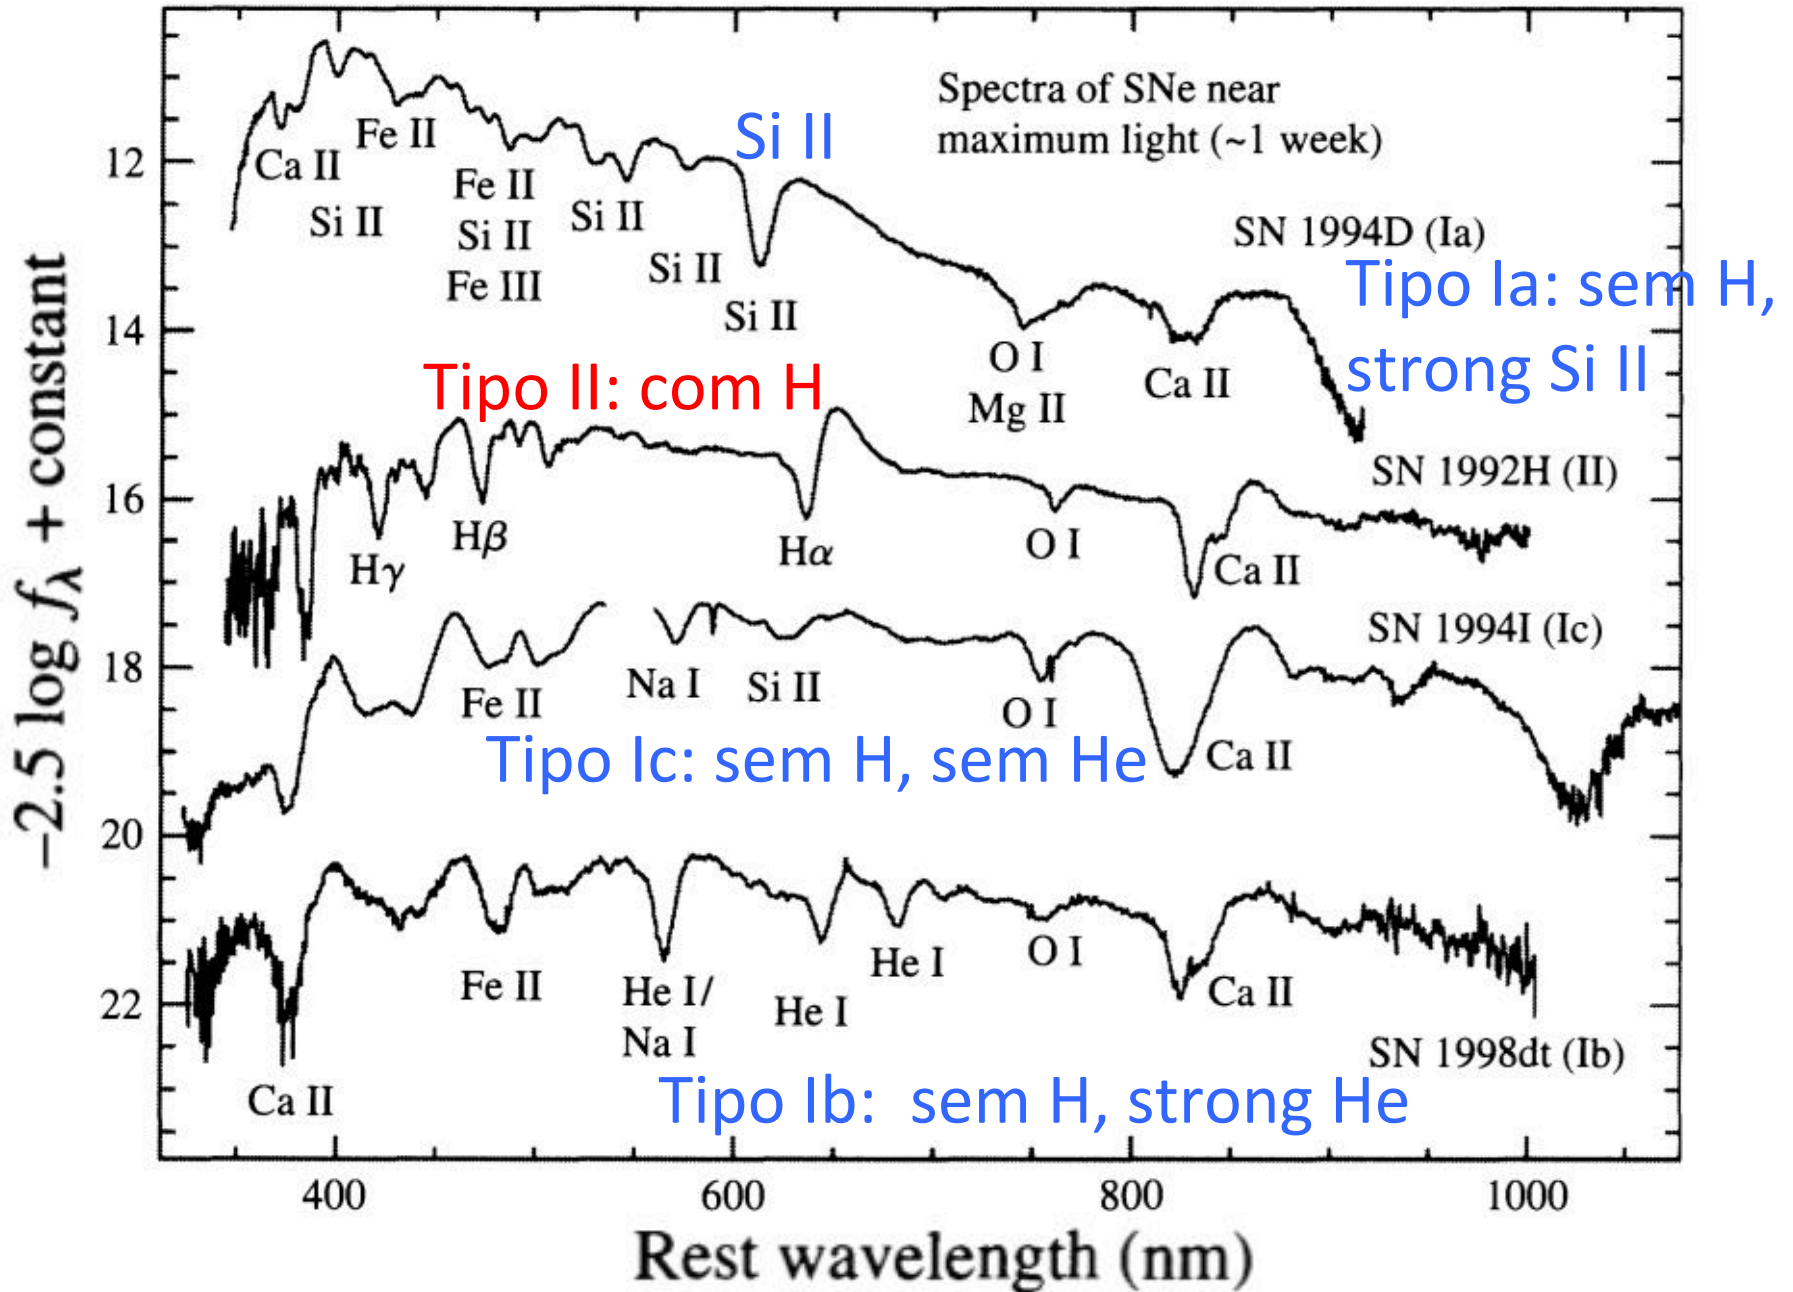 Spectra of SNe near
maximum light (~1 week)
Si II
Ca II
Fe II
Si II
Fe II
Si II
Fe III
Si II
Si II
Si II
O I
Mg II
Ca II
SN 1994D (Ia)
Tipo Ia: sem H,
strong Si II
Tipo II: com H
SN 1992H (II)
Hγ
Hβ
Hα
O I
Ca II
SN 1994I (Ic)
Fe II
Na I
Si II
O I
Ca II
Tipo Ic: sem H, sem He
Ca II
Fe II
He I/
Na I
He I
He I
O I
Ca II
SN 1998dt (Ib)
Tipo Ib: sem H, strong He
12
14
16
18
20
22
−2.5 log fλ + constant
400
600
800
1000
Rest wavelength (nm)